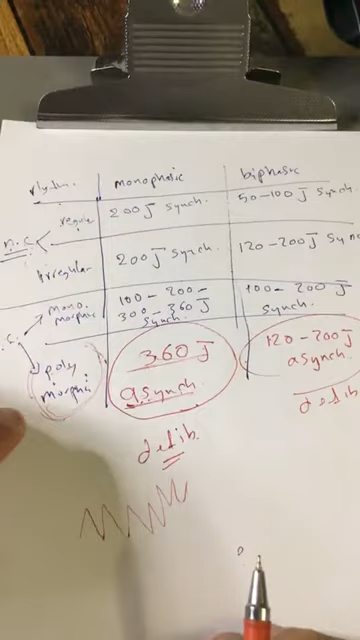 rhythm monophasic biphasic
regular 200 J synch. 50-100 J synch
n.c
Irregular 200 J synch. 120-200 J syn
Mono morphic 100 - 200 - 300 - 360 J synch. 100 - 200 J synch.
.c.
poly morphic 360 J asynch. 120-200 J asynch.
defib. defib